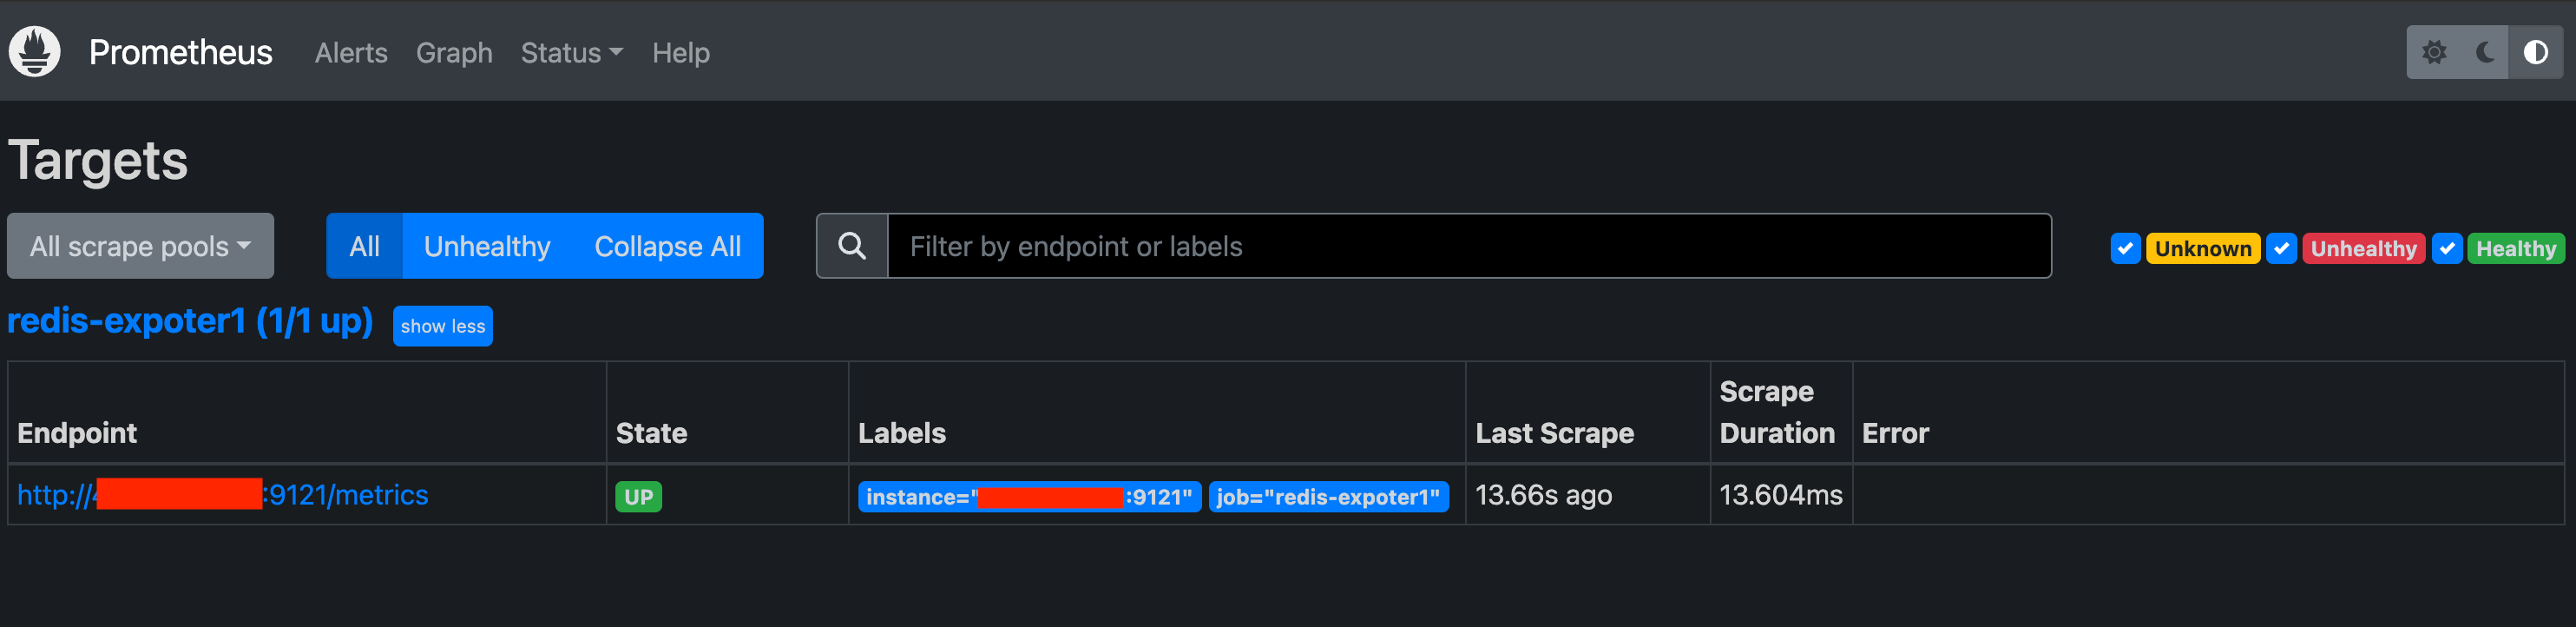 Prometheus Alerts Graph Status Help
Targets
All scrape pools All Unhealthy Collapse All Filter by endpoint or labels Unknown Unhealthy Healthy
redis-expoter1 (1/1 up) show less
Endpoint State Labels Last Scrape Scrape Duration Error
http:// :9121/metrics UP instance=" :9121" job="redis-expoter1" 13.66s ago 13.604ms